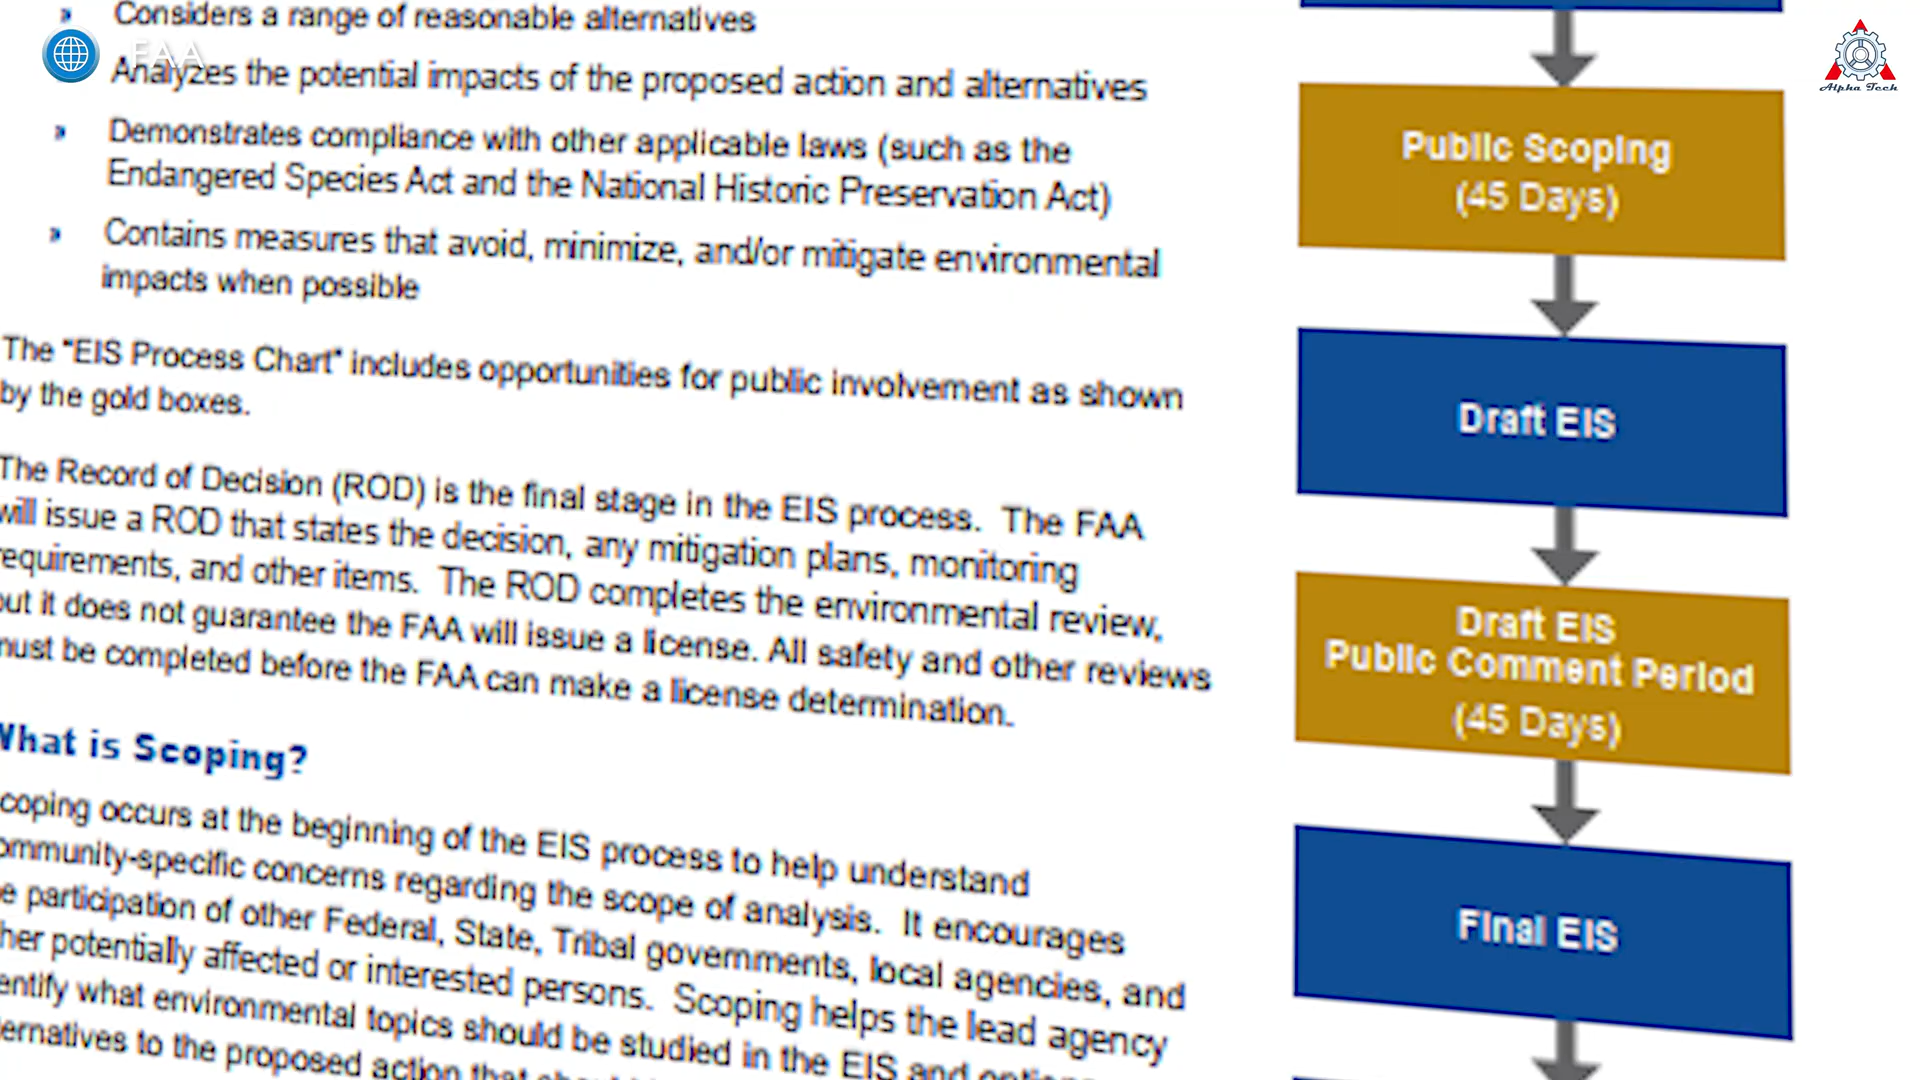 » Considers a range of reasonable alternatives
FAA
Analyzes the potential impacts of the proposed action and alternatives
» Demonstrates compliance with other applicable laws (such as the
Endangered Species Act and the National Historic Preservation Act)
» Contains measures that avoid, minimize, and/or mitigate environmental
impacts when possible
The "EIS Process Chart" includes opportunities for public involvement as shown
by the gold boxes.
The Record of Decision (ROD) is the final stage in the EIS process. The FAA
will issue a ROD that states the decision, any mitigation plans, monitoring
requirements, and other items. The ROD completes the environmental review,
but it does not guarantee the FAA will issue a license. All safety and other reviews
must be completed before the FAA can make a license determination.
What is Scoping?
coping occurs at the beginning of the EIS process to help understand
ommunity-specific concerns regarding the scope of analysis. It encourages
e participation of other Federal, State, Tribal governments, local agencies, and
her potentially affected or interested persons. Scoping helps the lead agency
entify what environmental topics should be studied in the EIS and
ernatives to the proposed action that
Alpha Tech
Public Scoping
(45 Days)
Draft EIS
Draft EIS
Public Comment Period
(45 Days)
Final EIS